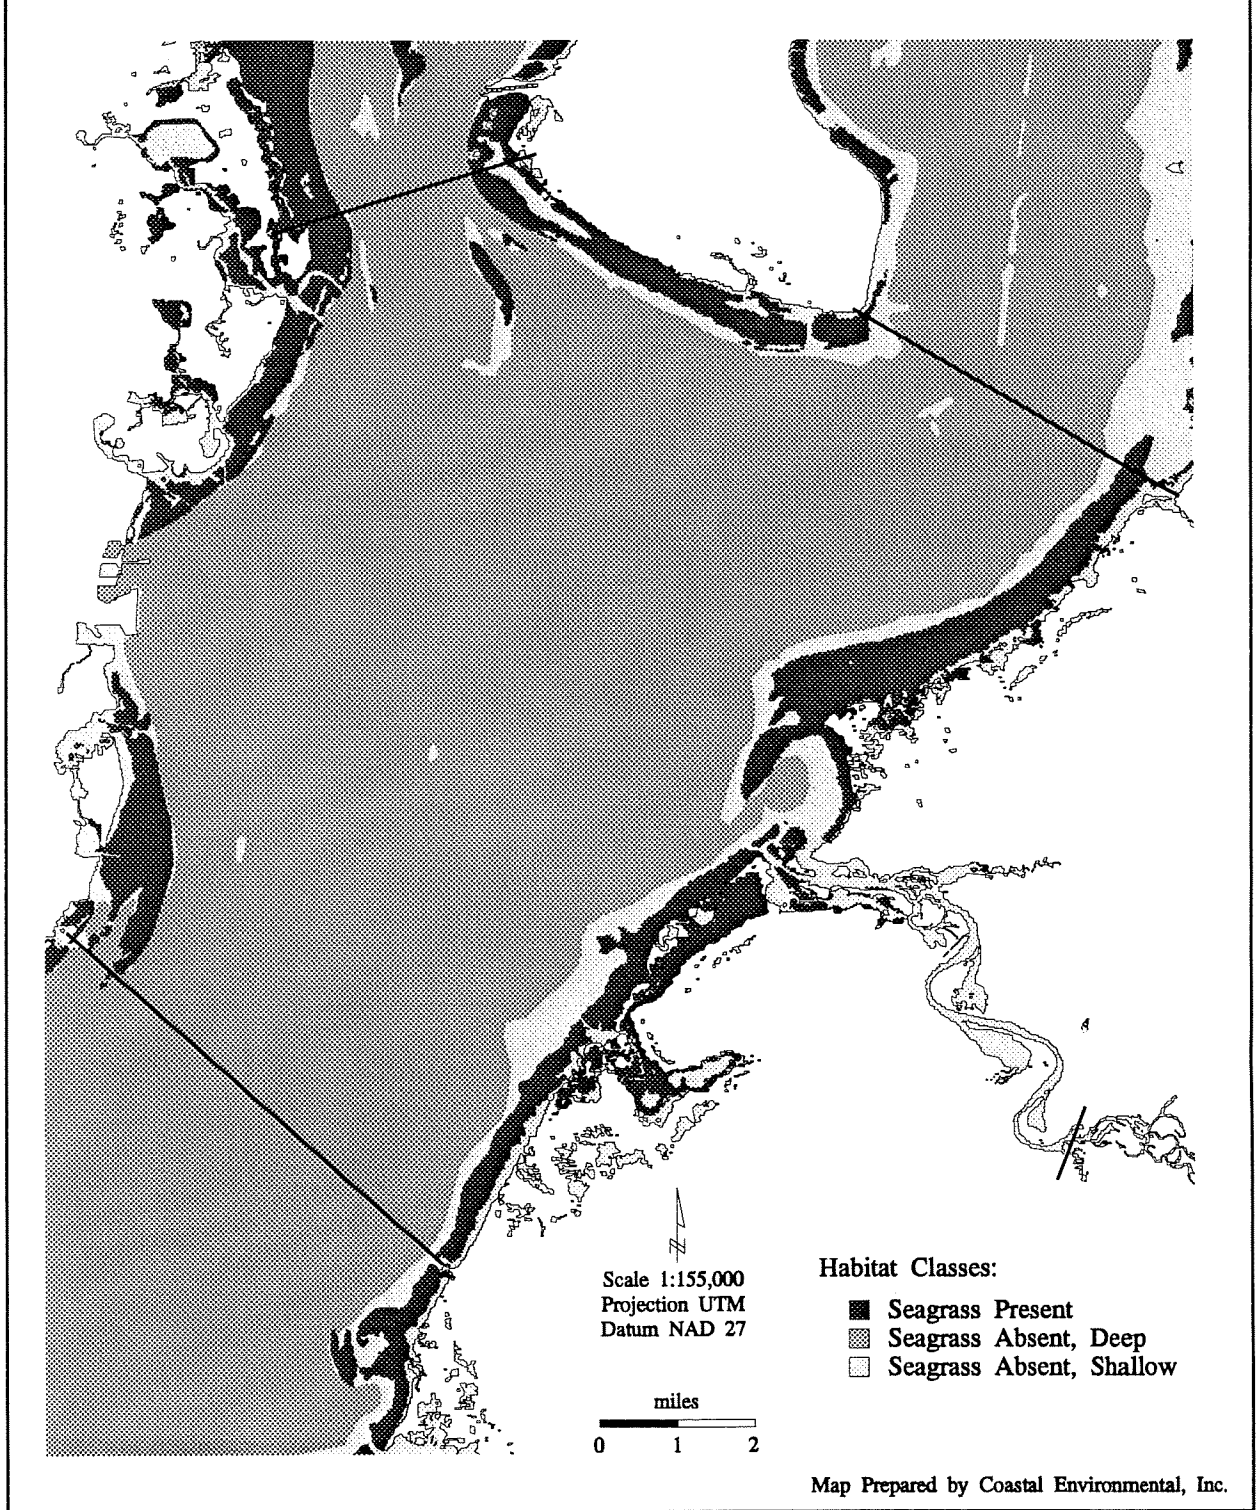 Scale 1:155,000
Projection UTM
Datum NAD 27
miles
0 1 2
Habitat Classes:
Seagrass Present
Seagrass Absent, Deep
Seagrass Absent, Shallow
Map Prepared by Coastal Environmental, Inc.